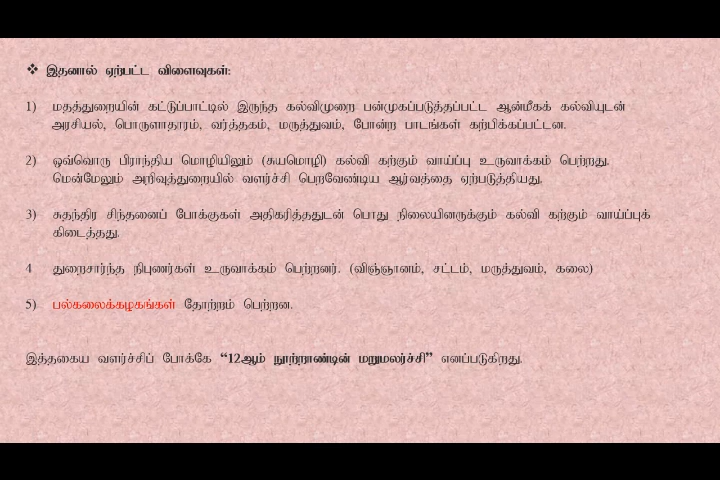 ❖ இதனால் ஏற்பட்ட விளைவுகள்:
1) மதத்துறையின் கட்டுப்பாட்டில் இருந்த கல்விமுறை பன்முகப்படுத்தப்பட்ட ஆன்மீகக் கல்வியுடன்
அரசியல், பொருளாதாரம், வர்த்தகம், மருத்துவம், போன்ற பாடங்கள் கற்பிக்கப்பட்டன.
2) ஒவ்வொரு பிராந்திய மொழியிலும் (சுயமொழி) கல்வி கற்கும் வாய்ப்பு உருவாக்கம் பெற்றது.
மென்மேலும் அறிவுத்துறையில் வளர்ச்சி பெறவேண்டிய ஆர்வத்தை ஏற்படுத்தியது.
3) சுதந்திர சிந்தனைப் போக்குகள் அதிகரித்ததுடன் பொது நிலையினருக்கும் கல்வி கற்கும் வாய்ப்புக்
கிடைத்தது.
4 துறைசார்ந்த நிபுணர்கள் உருவாக்கம் பெற்றனர். (விஞ்ஞானம், சட்டம், மருத்துவம், கலை)
5) பல்கலைக்கழகங்கள் தோற்றம் பெற்றன.
இத்தகைய வளர்ச்சிப் போக்கே “12ஆம் நூற்றாண்டின் மறுமலர்ச்சி” எனப்படுகிறது.